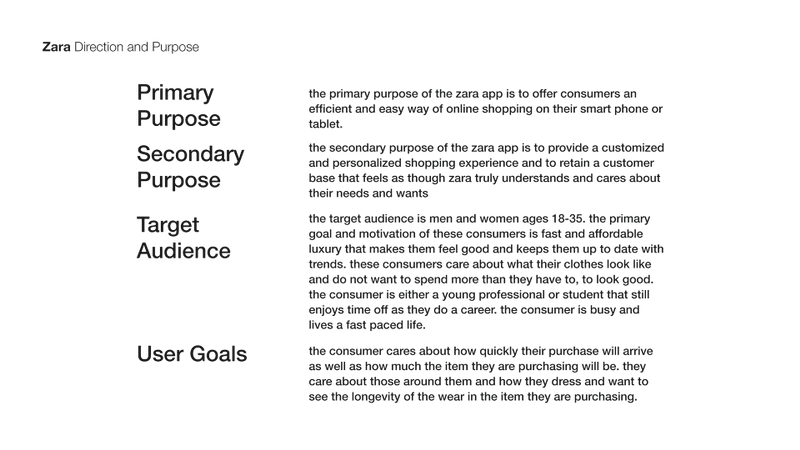 Zara Direction and Purpose
Primary
Purpose
the primary purpose of the zara app is to offer consumers an
efficient and easy way of online shopping on their smart phone or
tablet.
Secondary
Purpose
the secondary purpose of the zara app is to provide a customized
and personalized shopping experience and to retain a customer
base that feels as though zara truly understands and cares about
their needs and wants
Target
Audience
the target audience is men and women ages 18-35. the primary
goal and motivation of these consumers is fast and affordable
luxury that makes them feel good and keeps them up to date with
trends. these consumers care about what their clothes look like
and do not want to spend more than they have to, to look good.
the consumer is either a young professional or student that still
enjoys time off as they do a career. the consumer is busy and
lives a fast paced life.
User Goals
the consumer cares about how quickly their purchase will arrive
as well as how much the item they are purchasing will be. they
care about those around them and how they dress and want to
see the longevity of the wear in the item they are purchasing.